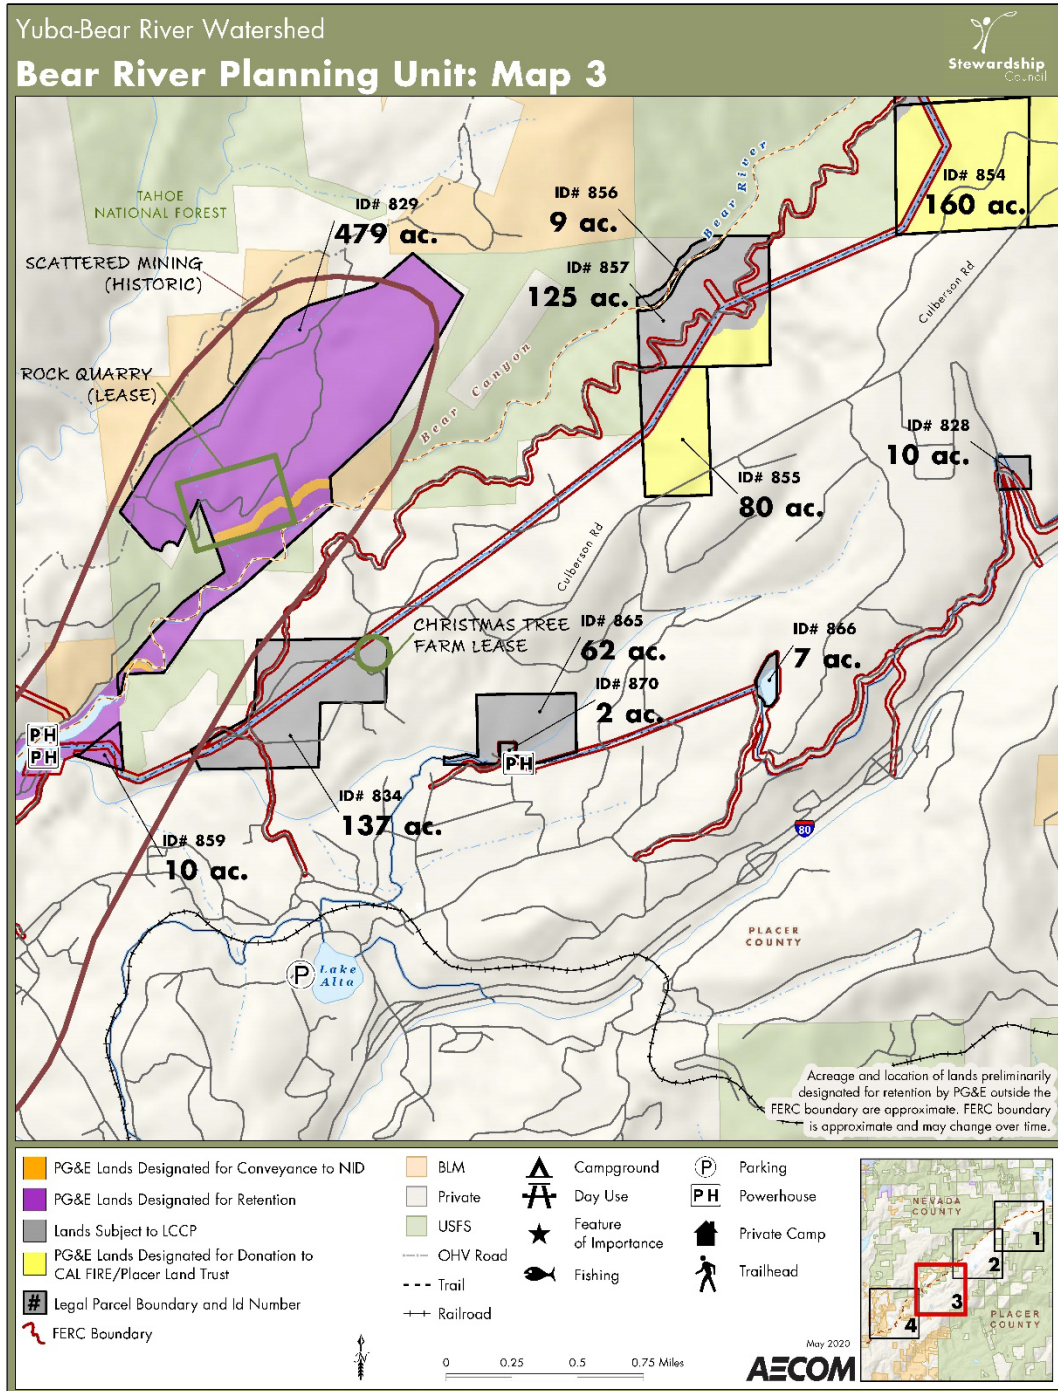 Yuba-Bear River Watershed
Bear River Planning Unit: Map 3
Stewardship
Council
TAHOE
NATIONAL FOREST
SCATTERED MINING
(HISTORIC)
ROCK QUARRY
(LEASE)
ID# 829
479 ac.
ID# 856
9 ac.
ID# 857
125 ac.
Bear River
ID# 854
160 ac.
Culberson Rd
Bear Canyon
ID# 828
10 ac.
ID# 855
80 ac.
Culberson Rd
CHRISTMAS TREE
FARM LEASE
ID# 865
62 ac.
ID# 870
2 ac.
ID# 866
7 ac.
PH
PH
PH
ID# 834
137 ac.
ID# 859
10 ac.
80
PLACER
COUNTY
P
Lake
Alta
Acreage and location of lands preliminarily
designated for retention by PG&E outside the
FERC boundary are approximate. FERC boundary
is approximate and may change over time.
PG&E Lands Designated for Conveyance to NID
PG&E Lands Designated for Retention
Lands Subject to LCCP
PG&E Lands Designated for Donation to
CAL FIRE/Placer Land Trust
# Legal Parcel Boundary and Id Number
FERC Boundary
BLM
Private
USFS
OHV Road
Trail
Railroad
Campground
Day Use
Feature
of Importance
Fishing
P Parking
PH Powerhouse
Private Camp
Trailhead
N
0 0.25 0.5 0.75 Miles
May 2020
AECOM
NEVADA
COUNTY
1
2
3
4
PLACER
COUNTY